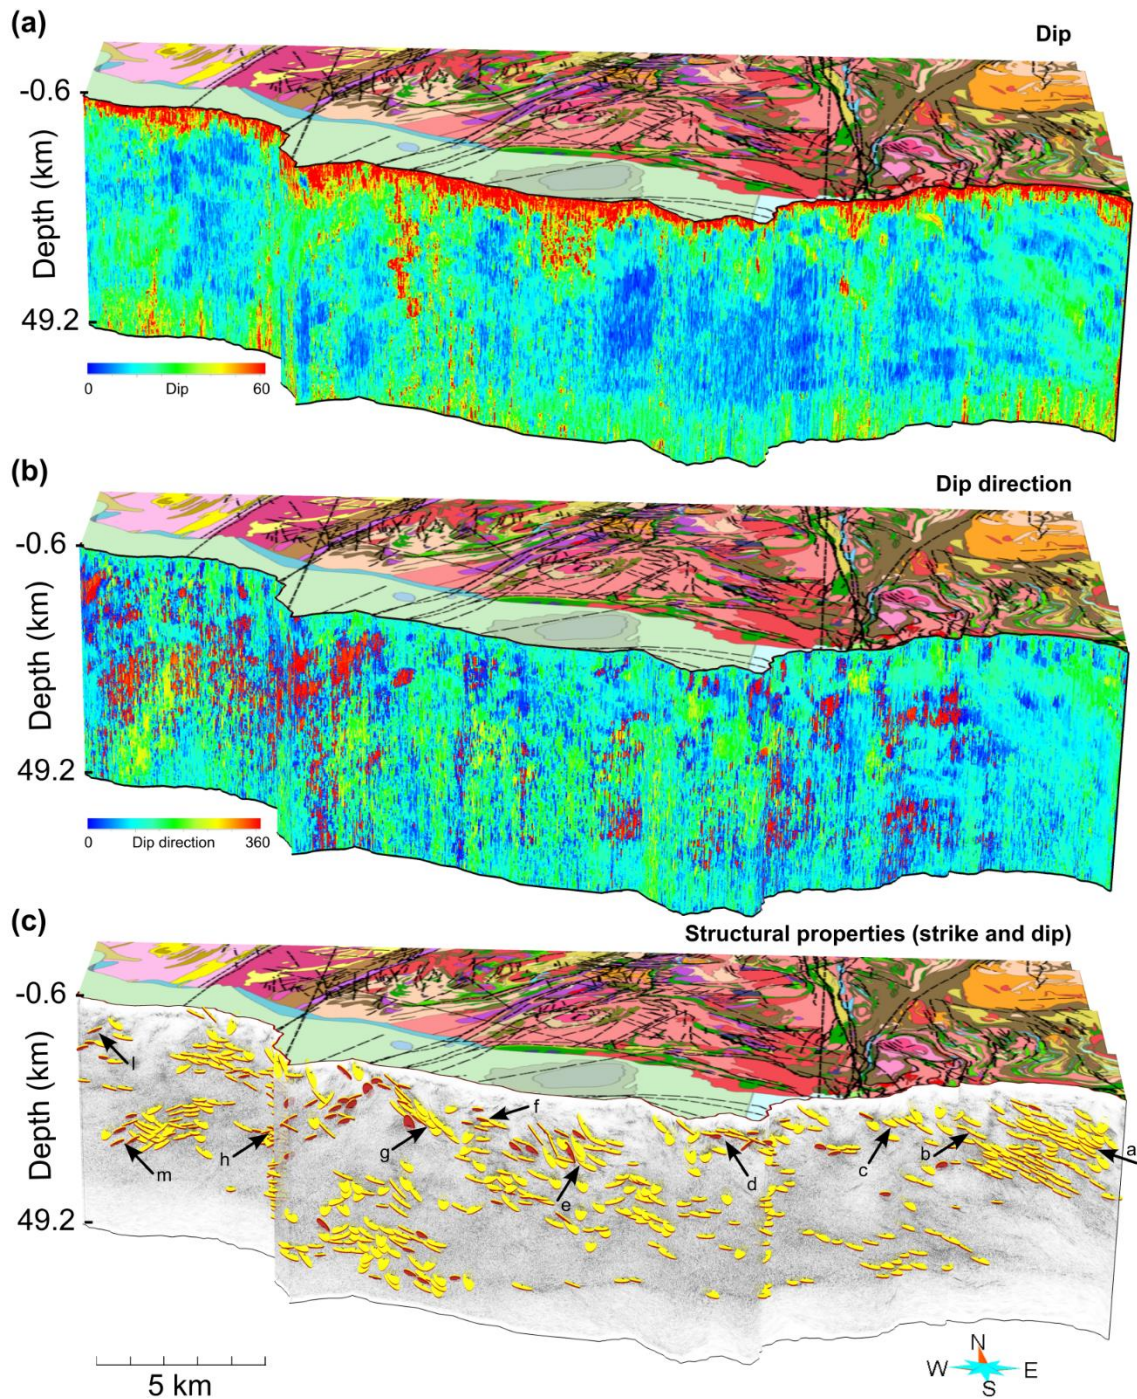 (a)
Dip
-0.6
Depth (km)
49.2
0 Dip 60
(b)
Dip direction
-0.6
Depth (km)
49.2
0 Dip direction 360
(c)
Structural properties (strike and dip)
-0.6
Depth (km)
49.2
l
m
h
g
f
e
d
c
b
a
5 km
N
W E
S